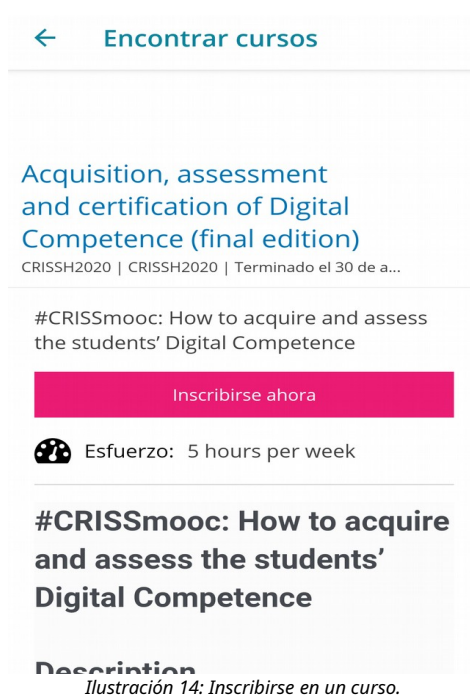 Encontrar cursos
Acquisition, assessment
and certification of Digital
Competence (final edition)
CRISSH2020 | CRISSH2020 | Terminado el 30 de a...
#CRISSmooc: How to acquire and assess
the students’ Digital Competence
Inscribirse ahora
Esfuerzo: 5 hours per week
#CRISSmooc: How to acquire
and assess the students’
Digital Competence
Description
Ilustración 14: Inscribirse en un curso.